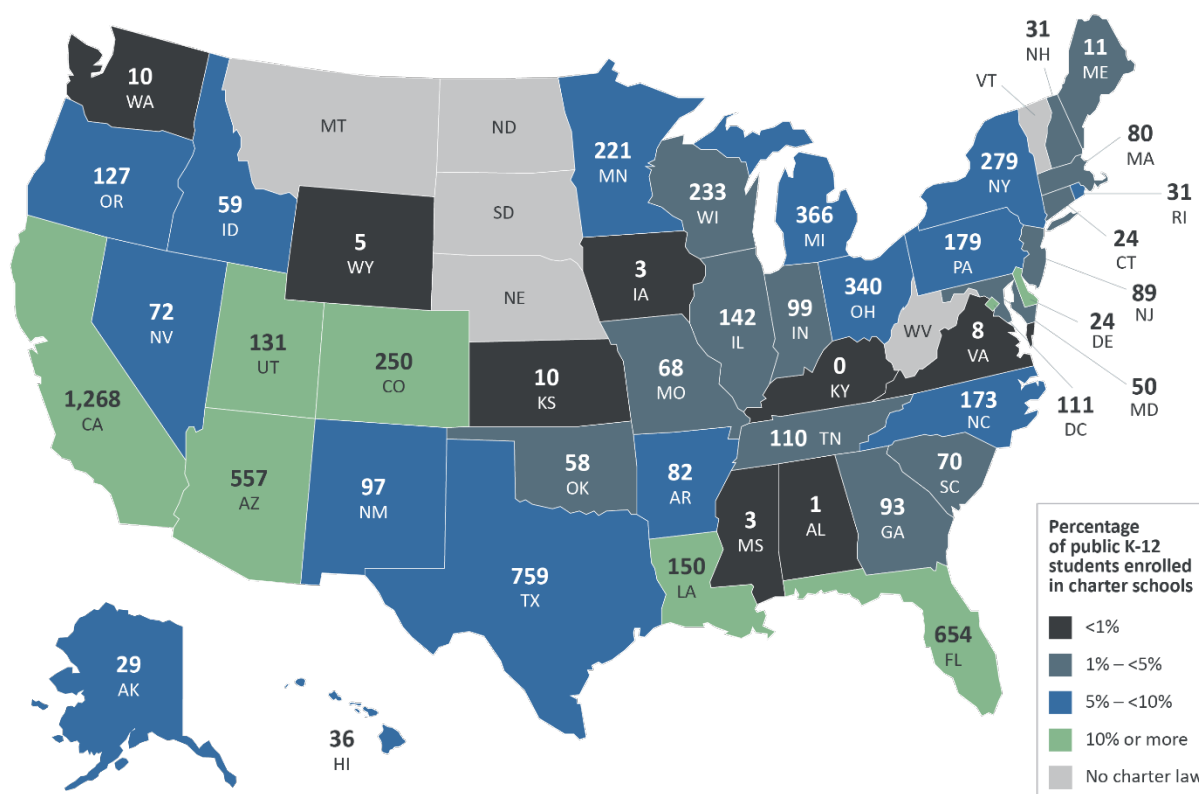 31
NH
11
ME
VT
10
WA
MT
ND
221
MN
80
MA
127
OR
59
ID
SD
233
WI
366
MI
279
NY
31
RI
5
WY
3
IA
179
PA
24
CT
NE
340
OH
89
NJ
72
NV
131
UT
250
CO
142
IL
99
IN
WV
8
VA
24
DE
10
KS
68
MO
0
KY
50
MD
111
DC
1,268
CA
173
NC
110 TN
557
AZ
97
NM
58
OK
82
AR
70
SC
3
MS
1
AL
93
GA
759
TX
150
LA
654
FL
29
AK
36
HI
Percentage
of public K-12
students enrolled
in charter schools
<1%
1% – <5%
5% – <10%
10% or more
No charter law